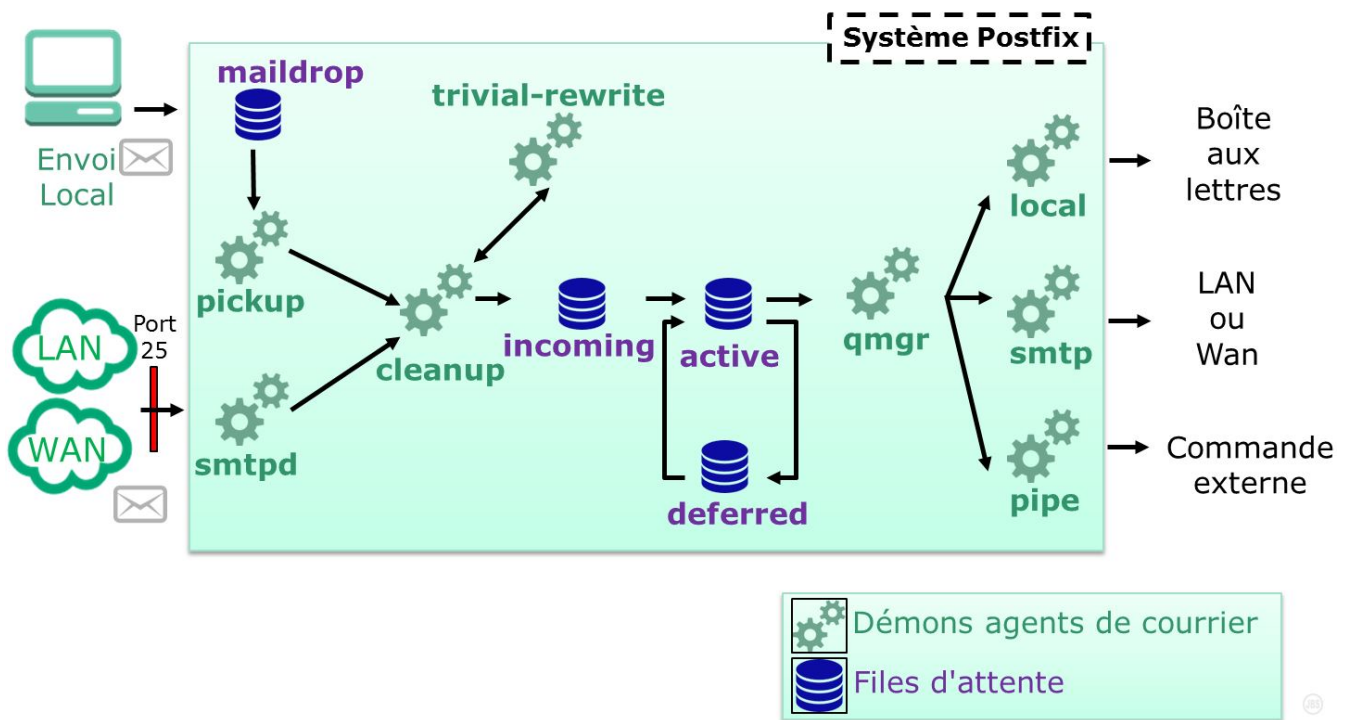 Système Postfix
maildrop
trivial-rewrite
Envoi
Local
local
Boîte
aux
lettres
pickup
Port
25
LAN
WAN
cleanup
incoming
active
qmgr
smtp
LAN
ou
Wan
smtpd
deferred
pipe
Commande
externe
Démons agents de courrier
Files d'attente
JBS